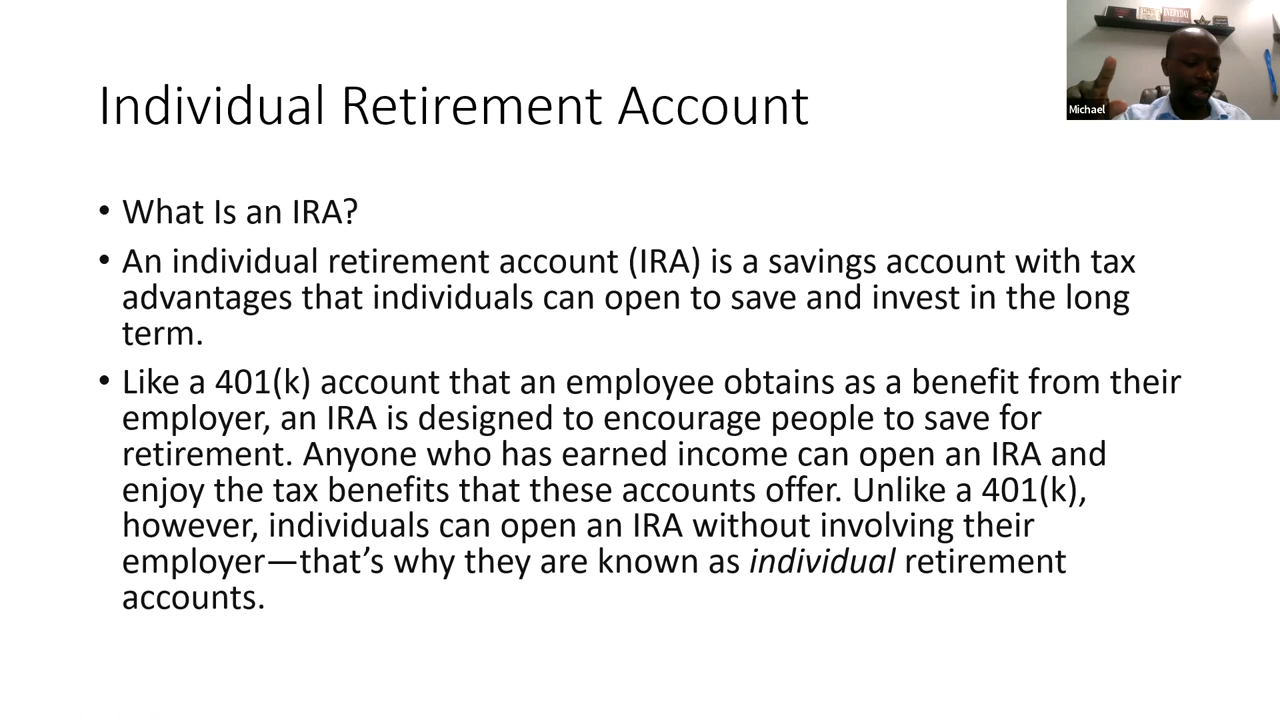 Individual Retirement Account
• What Is an IRA?
• An individual retirement account (IRA) is a savings account with tax
advantages that individuals can open to save and invest in the long
term.
• Like a 401(k) account that an employee obtains as a benefit from their
employer, an IRA is designed to encourage people to save for
retirement. Anyone who has earned income can open an IRA and
enjoy the tax benefits that these accounts offer. Unlike a 401(k),
however, individuals can open an IRA without involving their
employer—that’s why they are known as individual retirement
accounts.
EVERYDAY
Michael